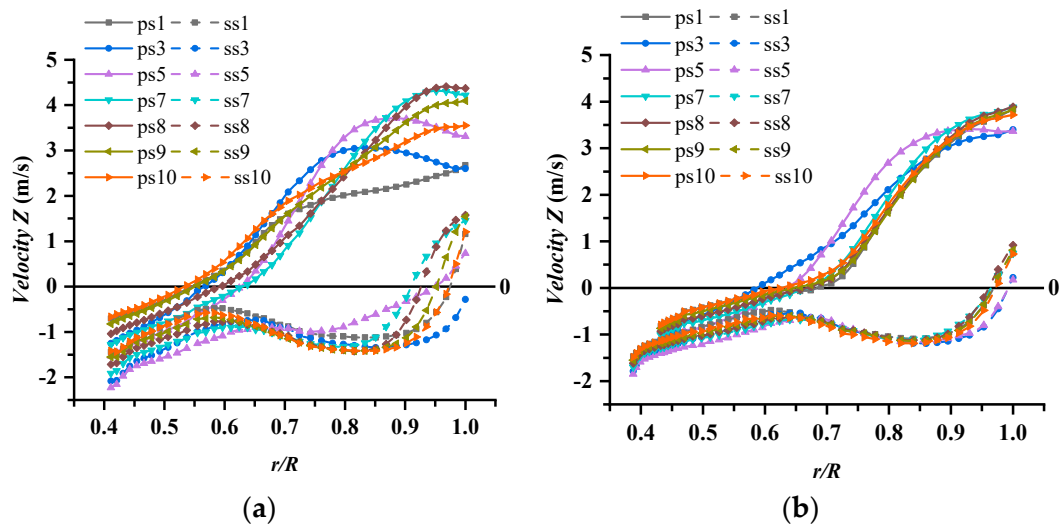 ps1 ss1
ps3 ss3
ps5 ss5
ps7 ss7
ps8 ss8
ps9 ss9
ps10 ss10
5
4
3
2
1
0
-1
-2
0
Velocity Z (m/s)
0.4 0.5 0.6 0.7 0.8 0.9 1.0
r/R
(a)
ps1 ss1
ps3 ss3
ps5 ss5
ps7 ss7
ps8 ss8
ps9 ss9
ps10 ss10
5
4
3
2
1
0
-1
-2
0
Velocity Z (m/s)
0.4 0.5 0.6 0.7 0.8 0.9 1.0
r/R
(b)